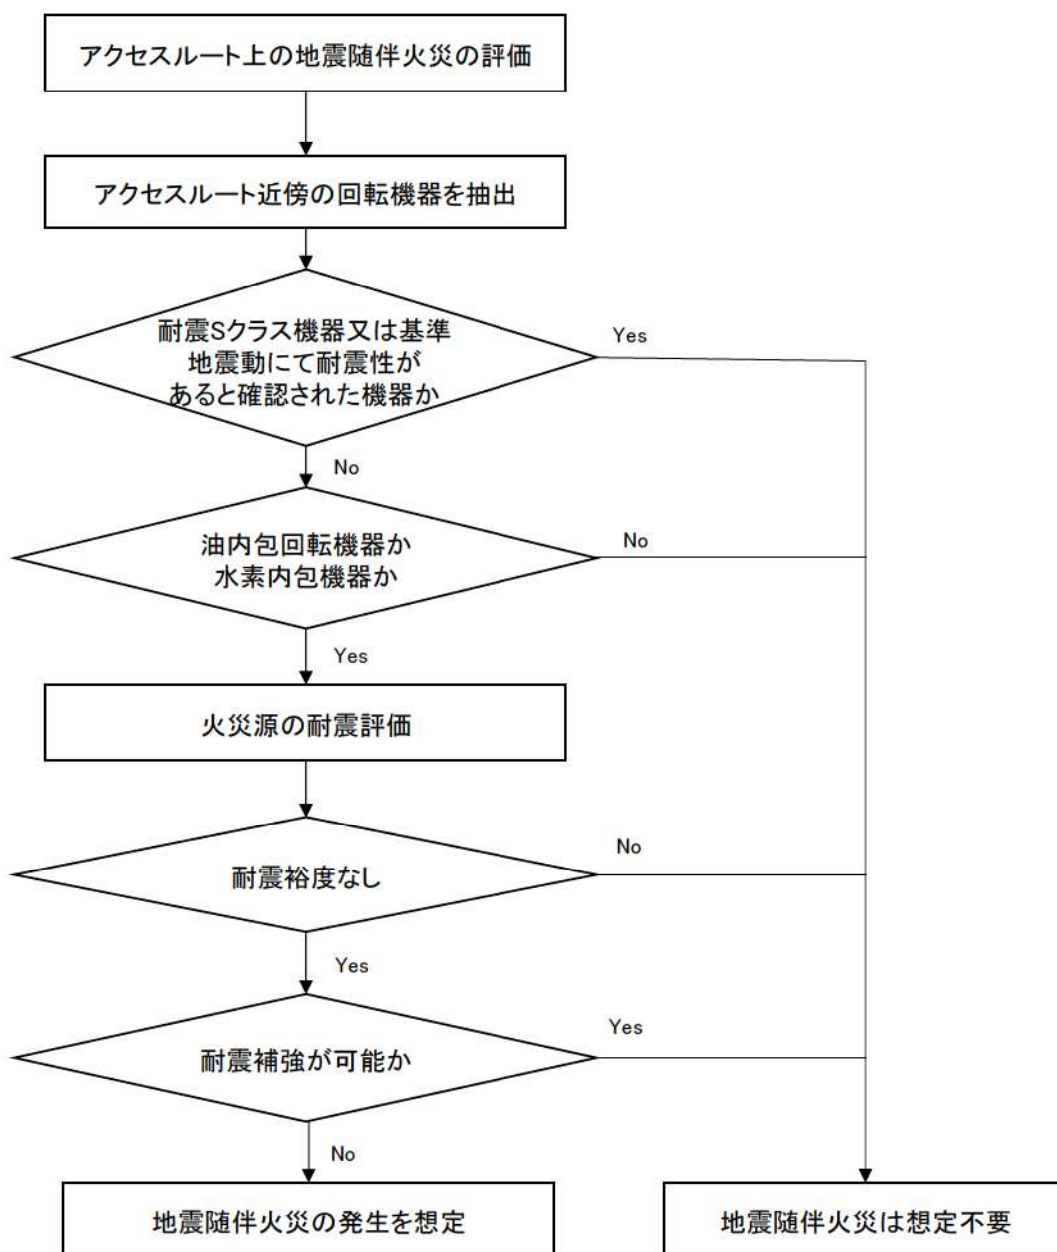 アクセスルート上の地震随伴火災の評価
アクセスルート近傍の回転機器を抽出
耐震Sクラス機器又は基準
地震動にて耐震性が
あると確認された機器か
Yes
No
油内包回転機器か
水素内包機器か
No
Yes
火災源の耐震評価
耐震裕度なし
No
Yes
耐震補強が可能か
Yes
No
地震随伴火災の発生を想定
地震随伴火災は想定不要